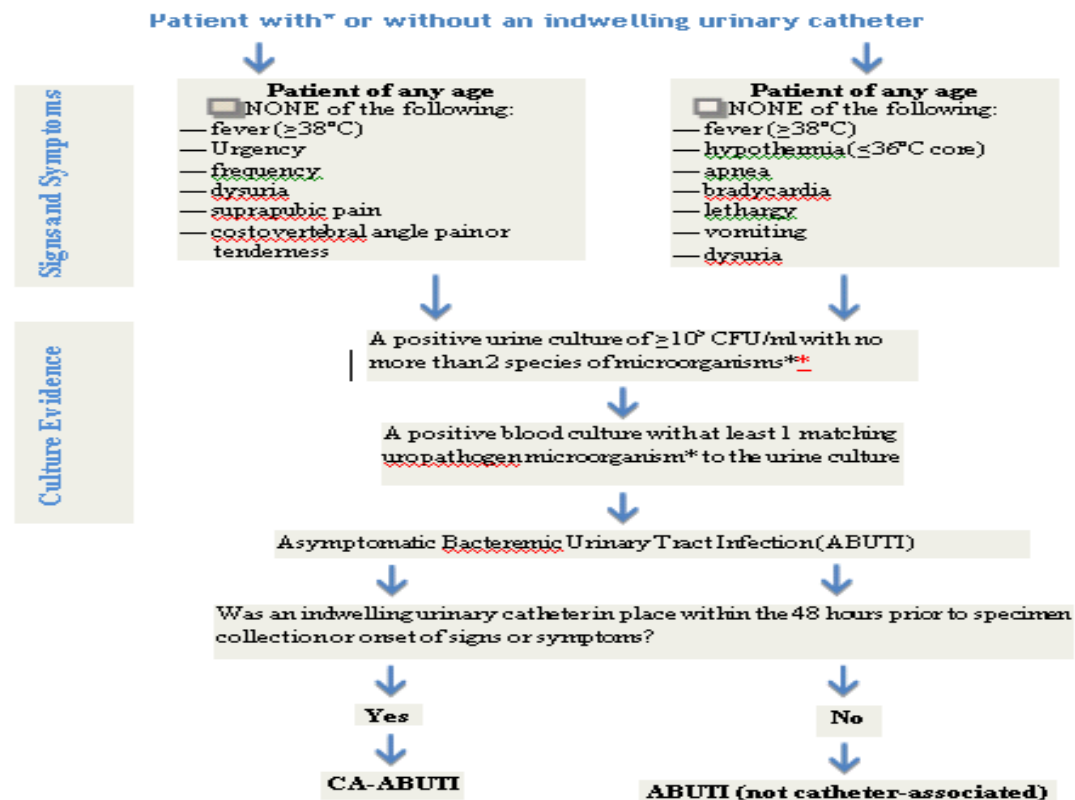 Patient with* or without an indwelling urinary catheter
Signs and Symptoms
Patient of any age
NONE of the following:
— fever (≥38°C)
— Urgency
— frequency
— dysuria
— suprapubic pain
— costovertebral angle pain or
tenderness
Patient of any age
NONE of the following:
— fever (≥38°C)
— hypothermia (≤36°C core)
— apnea
— bradycardia
— lethargy
— vomiting
— dysuria
Culture Evidence
A positive urine culture of ≥10⁵ CFU/ml with no
more than 2 species of microorganisms**
A positive blood culture with at least 1 matching
uropathogen microorganism* to the urine culture
Asymptomatic Bacteremic Urinary Tract Infection (ABUTI)
Was an indwelling urinary catheter in place within the 48 hours prior to specimen
collection or onset of signs or symptoms?
Yes
No
CA-ABUTI
ABUTI (not catheter-associated)